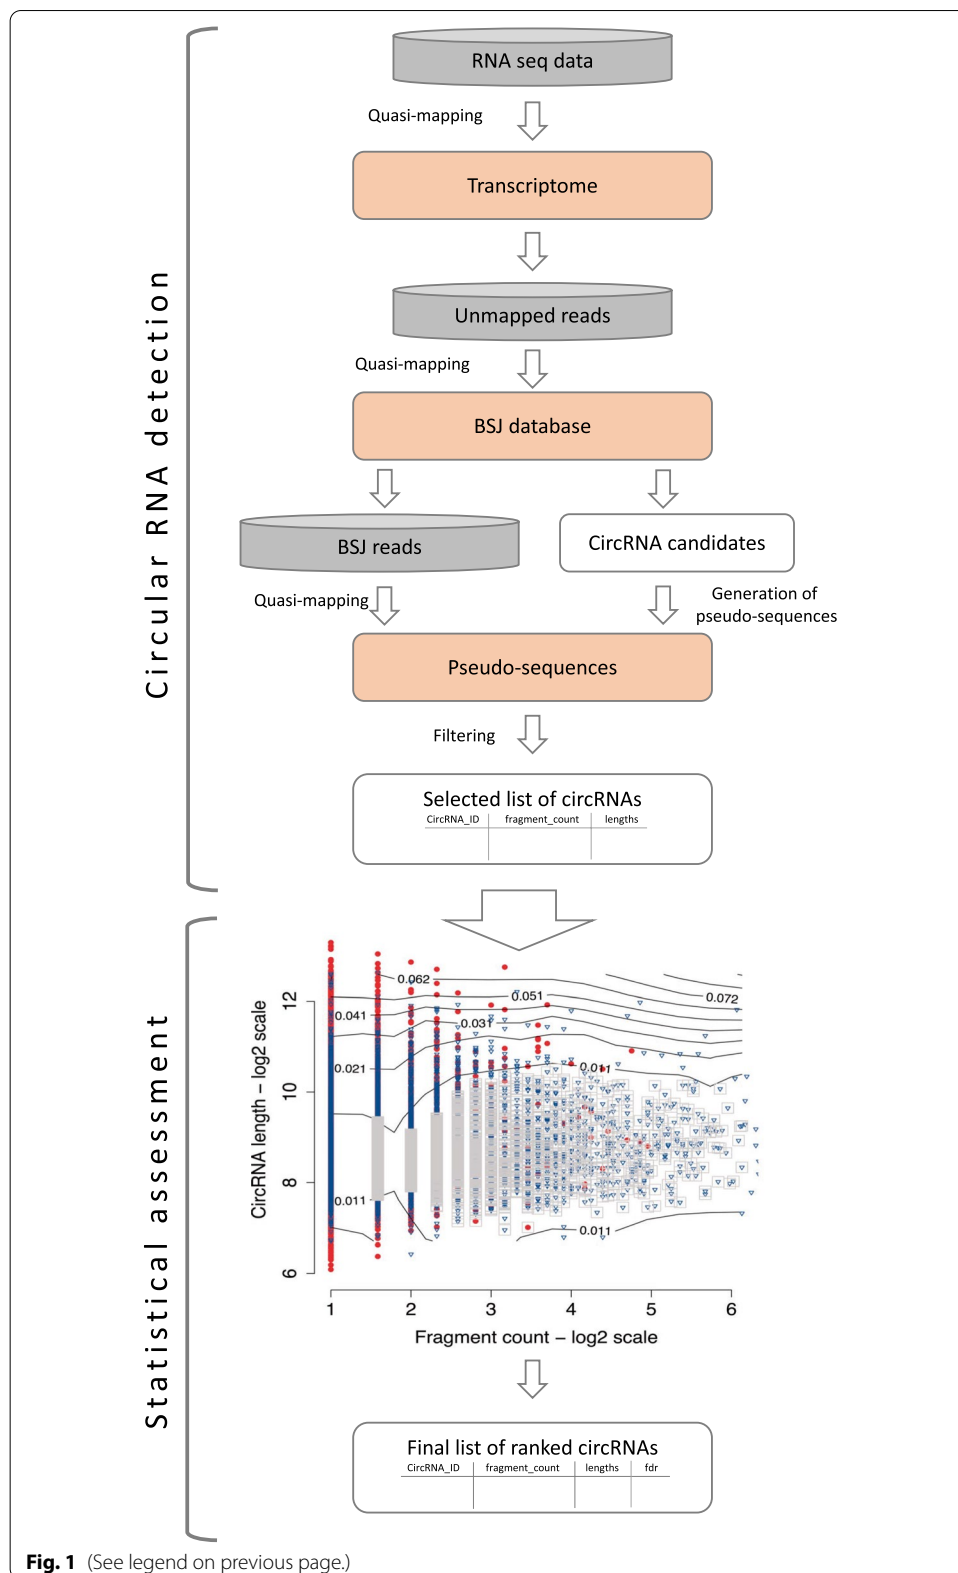 Circular RNA detection
RNA seq data
Quasi-mapping
Transcriptome
Unmapped reads
Quasi-mapping
BSJ database
BSJ reads
CircRNA candidates
Quasi-mapping
Generation of
pseudo-sequences
Pseudo-sequences
Filtering
Selected list of circRNAs
CircRNA_ID fragment_count lengths
Statistical assessment
CircRNA length – log2 scale
12
10
8
6
0.062
0.051
0.072
0.041
0.031
0.021
0.011
0.011
0.011
1 2 3 4 5 6
Fragment count – log2 scale
Final list of ranked circRNAs
CircRNA_ID fragment_count lengths fdr
Fig. 1 (See legend on previous page.)